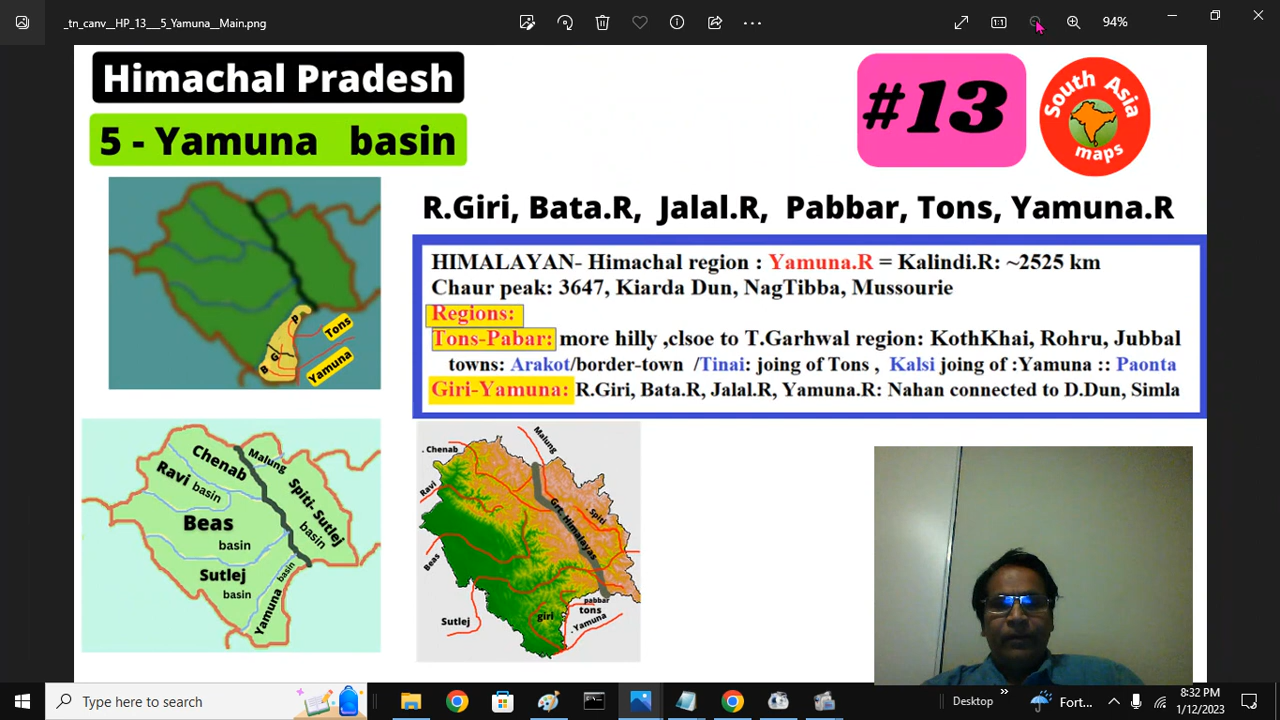 _tn_canv__HP_13___5_Yamuna__Main.png
94%
Himachal Pradesh
#13
South Asia
maps
5 - Yamuna basin
R.Giri, Bata.R, Jalal.R, Pabbar, Tons, Yamuna.R
HIMALAYAN- Himachal region : Yamuna.R = Kalindi.R: ~2525 km
Chaur peak: 3647, Kiarda Dun, NagTibba, Mussourie
Regions:
Tons-Pabar: more hilly ,clsoe to T.Garhwal region: KothKhai, Rohru, Jubbal
towns: Arakot/border-town /Tinai: joing of Tons , Kalsi joing of :Yamuna :: Paonta
Giri-Yamuna: R.Giri, Bata.R, Jalal.R, Yamuna.R: Nahan connected to D.Dun, Simla
P
G
B
Tons
Yamuna
Chenab
Malung
Ravi basin
Spiti- Sutlej
basin
Beas
basin
Sutlej
basin
Yamuna basin
. Chenab
Malung
Ravi
Grt. Himalayas
. Spiti
Beas
pabbar
giri
tons
. Yamuna
Sutlej
Type here to search
Desktop
Fort...
8:32 PM
1/12/2023